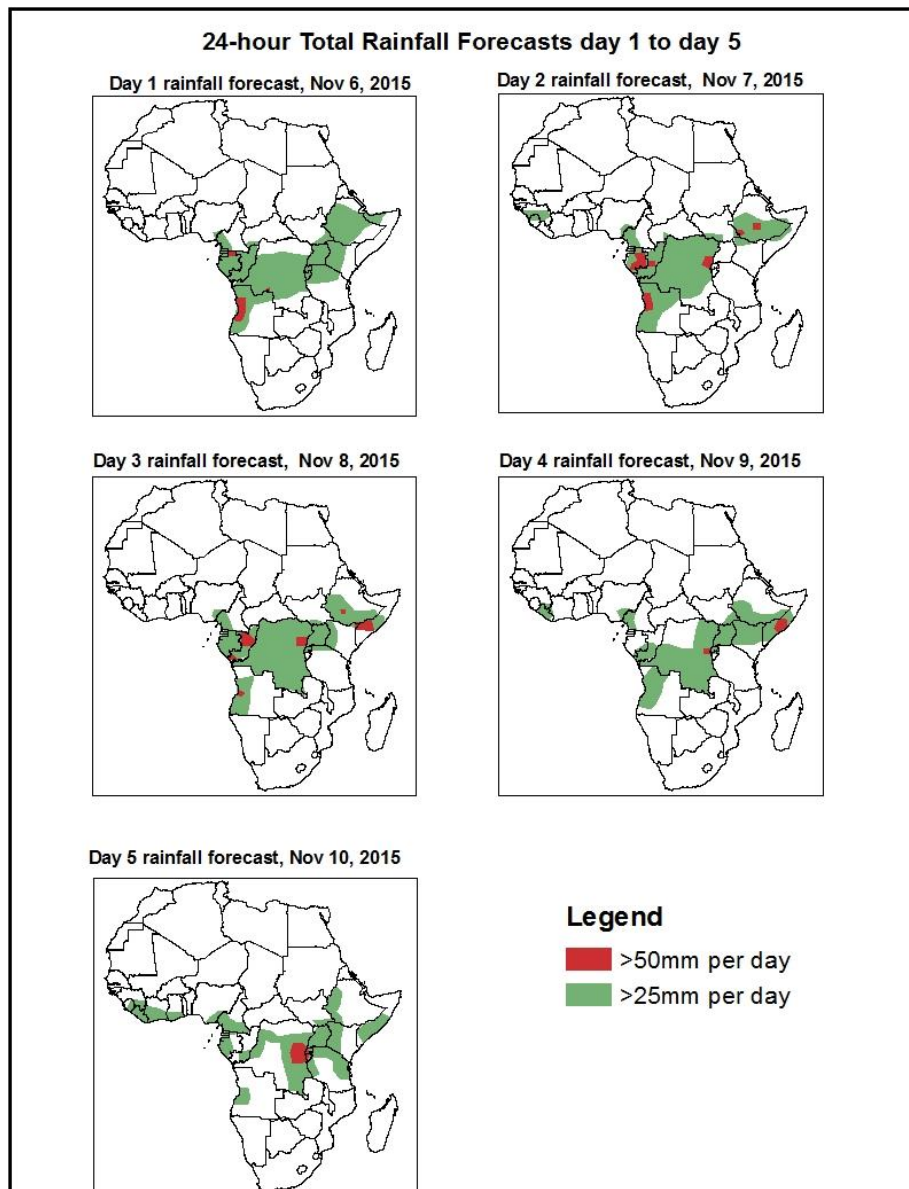 24-hour Total Rainfall Forecasts day 1 to day 5
Day 1 rainfall forecast, Nov 6, 2015
Day 2 rainfall forecast, Nov 7, 2015
Day 3 rainfall forecast, Nov 8, 2015
Day 4 rainfall forecast, Nov 9, 2015
Day 5 rainfall forecast, Nov 10, 2015
Legend
>50mm per day
>25mm per day